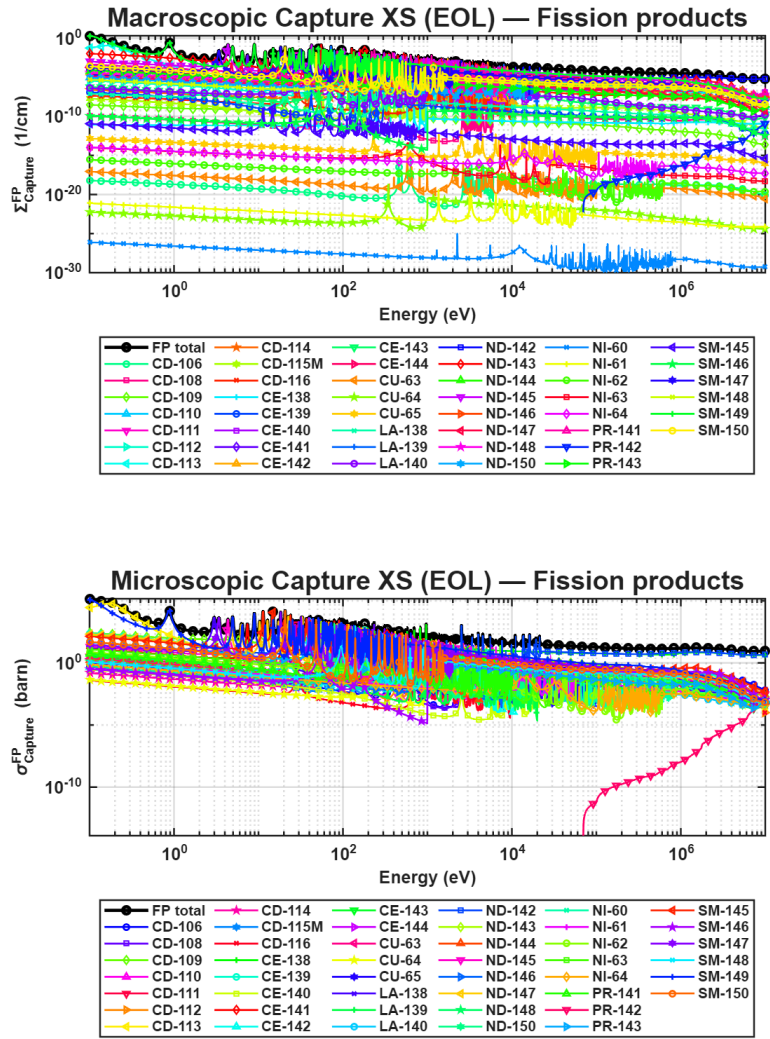 Macroscopic Capture XS (EOL) — Fission products
10^0
10^-10
10^-20
10^-30
Σ^FP_Capture (1/cm)
10^0 10^2 10^4 10^6
Energy (eV)
FP total CD-114 CE-143 ND-142 NI-60 SM-145
CD-106 CD-115M CE-144 ND-143 NI-61 SM-146
CD-108 CD-116 CU-63 ND-144 NI-62 SM-147
CD-109 CE-138 CU-64 ND-145 NI-63 SM-148
CD-110 CE-139 CU-65 ND-146 NI-64 SM-149
CD-111 CE-140 LA-138 ND-147 PR-141 SM-150
CD-112 CE-141 LA-139 ND-148 PR-142
CD-113 CE-142 LA-140 ND-150 PR-143
Microscopic Capture XS (EOL) — Fission products
10^0
10^-10
σ^FP_Capture (barn)
10^0 10^2 10^4 10^6
Energy (eV)
FP total CD-114 CE-143 ND-142 NI-60 SM-145
CD-106 CD-115M CE-144 ND-143 NI-61 SM-146
CD-108 CD-116 CU-63 ND-144 NI-62 SM-147
CD-109 CE-138 CU-64 ND-145 NI-63 SM-148
CD-110 CE-139 CU-65 ND-146 NI-64 SM-149
CD-111 CE-140 LA-138 ND-147 PR-141 SM-150
CD-112 CE-141 LA-139 ND-148 PR-142
CD-113 CE-142 LA-140 ND-150 PR-143